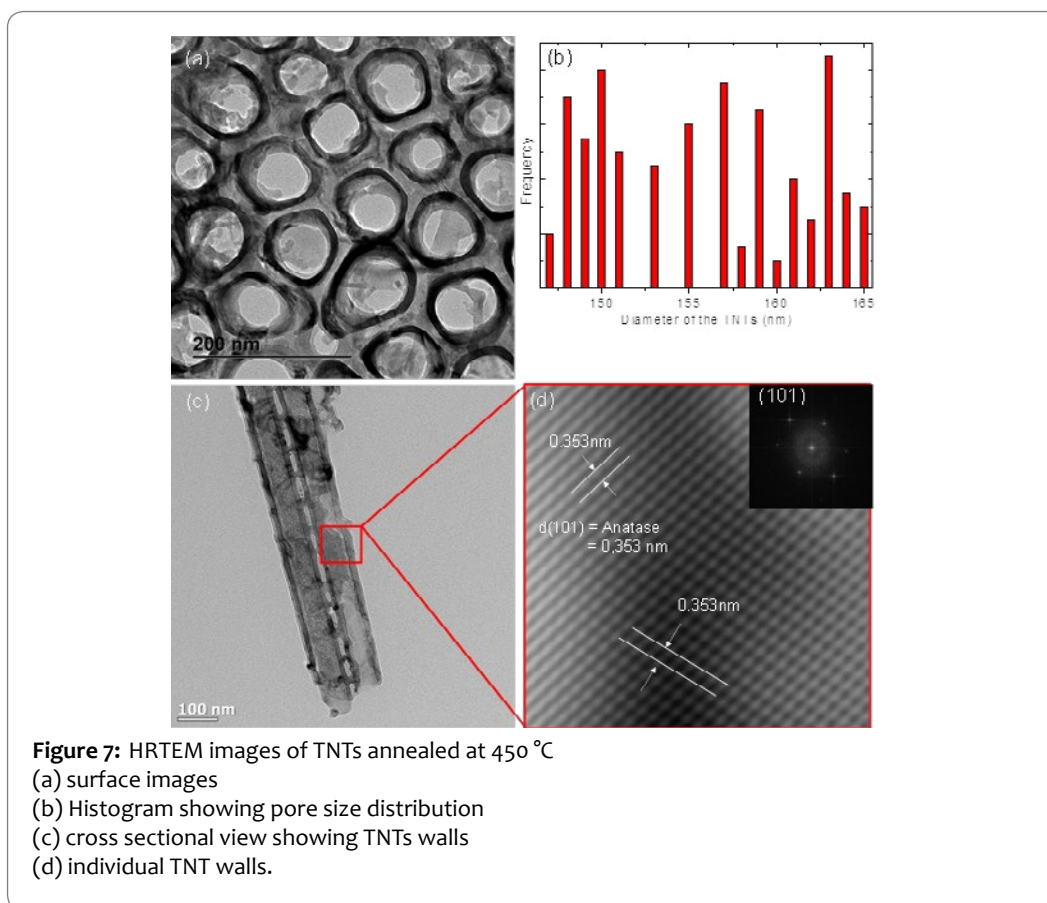 (a)
200 nm
(b)
Frequency
150 155 160 165
Diameter of the TNTs (nm)
(c)
100 nm
(d)
(101)
0.353nm
d(101) = Anatase
= 0,353 nm
0.353nm
Figure 7: HRTEM images of TNTs annealed at 450 °C
(a) surface images
(b) Histogram showing pore size distribution
(c) cross sectional view showing TNTs walls
(d) individual TNT walls.